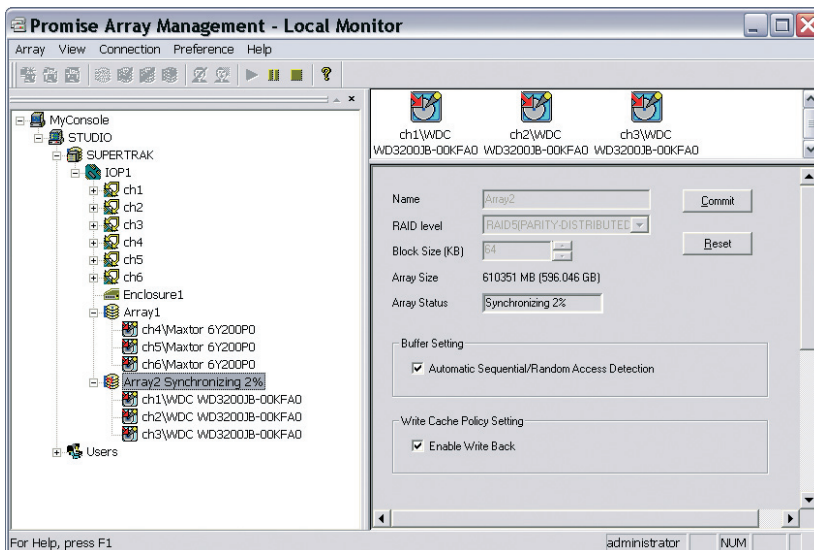 Promise Array Management - Local Monitor
Array View Connection Preference Help
MyConsole
STUDIO
SUPERTRAK
IOP1
ch1
ch2
ch3
ch4
ch5
ch6
Enclosure1
Array1
ch4\Maxtor 6Y200P0
ch5\Maxtor 6Y200P0
ch6\Maxtor 6Y200P0
Array2 Synchronizing 2%
ch1\WDC WD3200JB-00KFA0
ch2\WDC WD3200JB-00KFA0
ch3\WDC WD3200JB-00KFA0
Users
ch1\WDC ch2\WDC ch3\WDC
WD3200JB-00KFA0 WD3200JB-00KFA0 WD3200JB-00KFA0
Name Array2 Commit
RAID level RAID5(PARITY-DISTRIBUTED
Block Size (KB) 64 Reset
Array Size 610351 MB (596.046 GB)
Array Status Synchronizing 2%
Buffer Setting
Automatic Sequential/Random Access Detection
Write Cache Policy Setting
Enable Write Back
For Help, press F1 administrator NUM